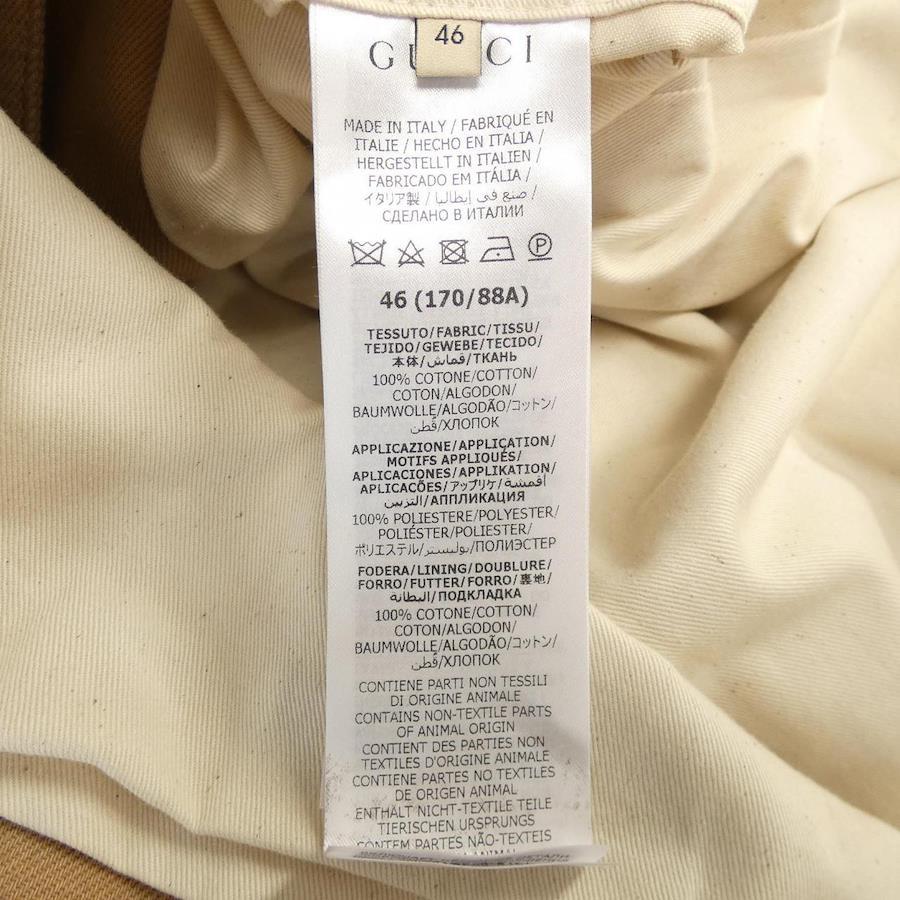 46
GUCCI
MADE IN ITALY / FABRIQUÉ EN
ITALIE / HECHO EN ITALIA /
HERGESTELLT IN ITALIEN /
FABRICADO EM ITÁLIA /
イタリア製 / صنع في إيطاليا /
СДЕЛАНО В ИТАЛИИ
P
46 (170/88A)
TESSUTO/FABRIC/TISSU/
TEJIDO/GEWEBE/TECIDO/
本体/قماش/ТКАНЬ
100% COTONE/COTTON/
COTON/ALGODON/
BAUMWOLLE/ALGODÃO/コットン/
قُطن/ХЛОПОК
APPLICAZIONE/APPLICATION/
MOTIFS APPLIQUÉS/
APLICACIONES/APPLIKATION/
APLICAÇÕES/アップリケ/أقمشة
التزيين/АППЛИКАЦИЯ
100% POLIESTERE/POLYESTER/
POLIÉSTER/POLIESTER/
ポリエステル/بوليستر/ПОЛИЭСТЕР
FODERA/LINING/DOUBLURE/
FORRO/FUTTER/FORRO/裏地/
البطانة/ПОДКЛАДКА
100% COTONE/COTTON/
COTON/ALGODON/
BAUMWOLLE/ALGODÃO/コットン/
قُطن/ХЛОПОК
CONTIENE PARTI NON TESSILI
DI ORIGINE ANIMALE
CONTAINS NON-TEXTILE PARTS
OF ANIMAL ORIGIN
CONTIENT DES PARTIES NON
TEXTILES D'ORIGINE ANIMALE
CONTIENE PARTES NO TEXTILES
DE ORIGEN ANIMAL
ENTHÄLT NICHT-TEXTILE TEILE
TIERISCHEN URSPRUNGS
CONTEM PARTES NÃO-TEXTEIS